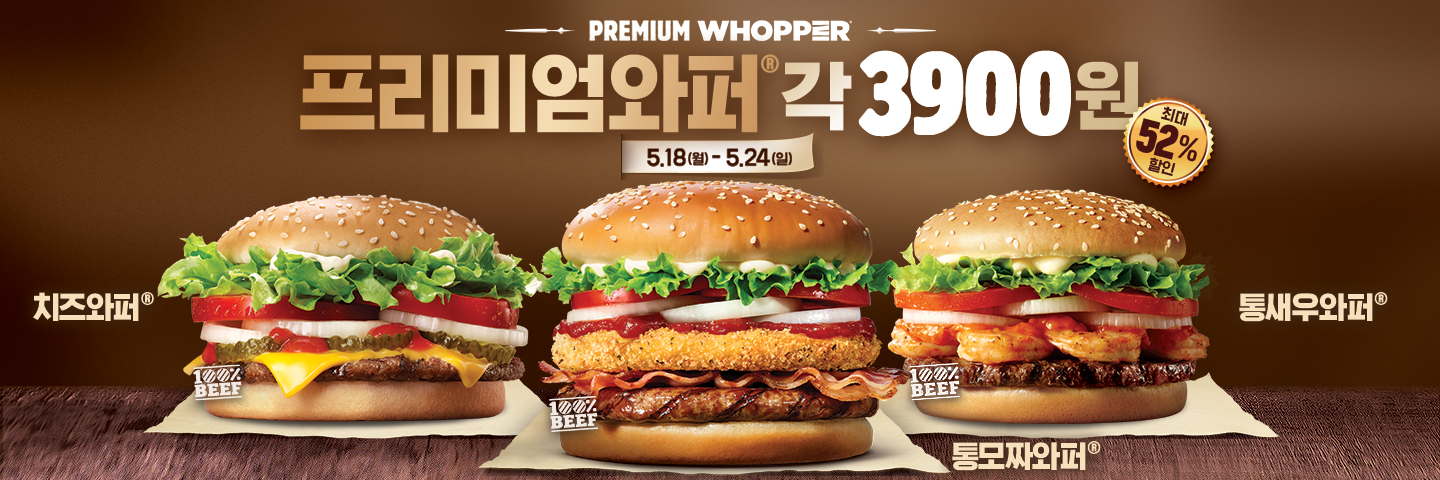 PREMIUM WHOPPER
프리미엄와퍼® 각 3900원
최대
52%
할인
5.18(월) - 5.24(일)
치즈와퍼®
통새우와퍼®
100%
BEEF
100%
BEEF
100%
BEEF
통모짜와퍼®